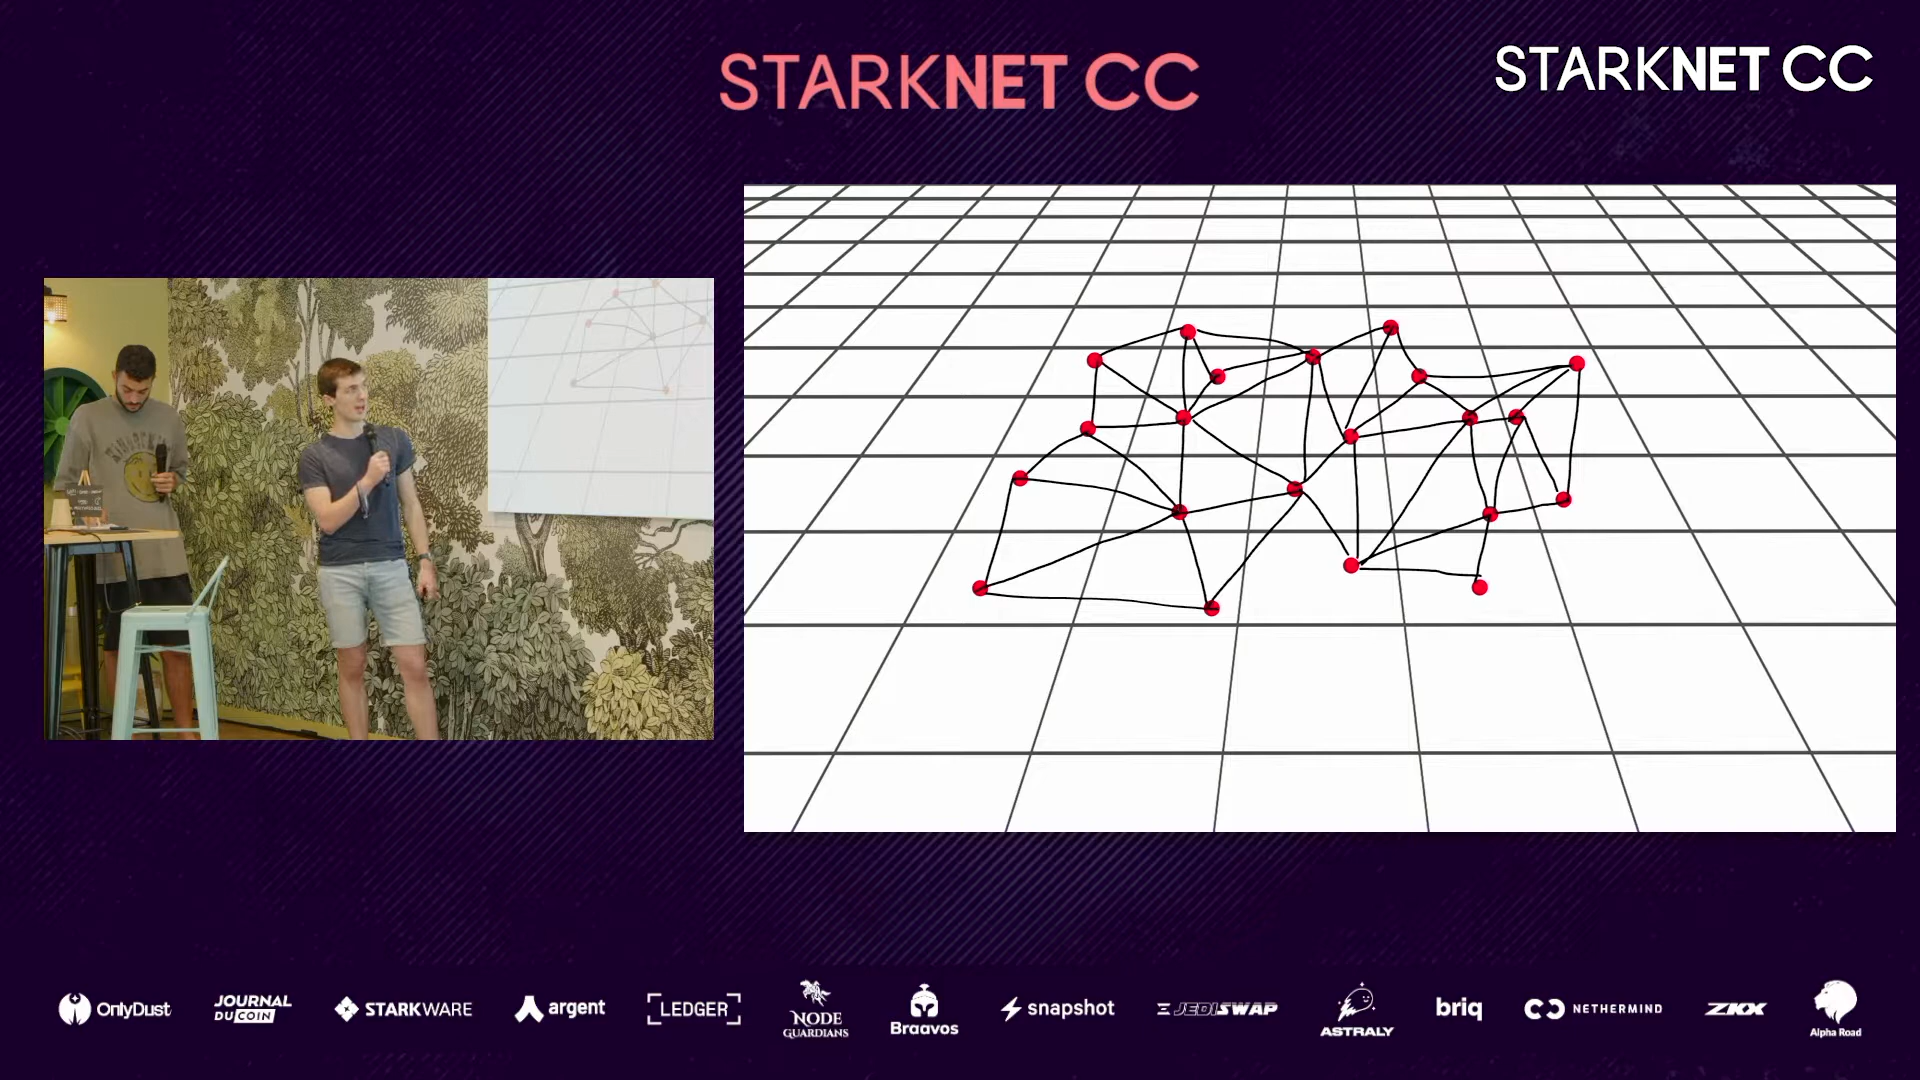 STARKNET CC
STARKNET CC
OnlyDust
JOURNAL
DU COIN
STARKWARE
argent
LEDGER
NODE
GUARDIANS
Braavos
snapshot
JEDISWAP
ASTRALY
briq
NETHERMIND
ZKX
Alpha Road